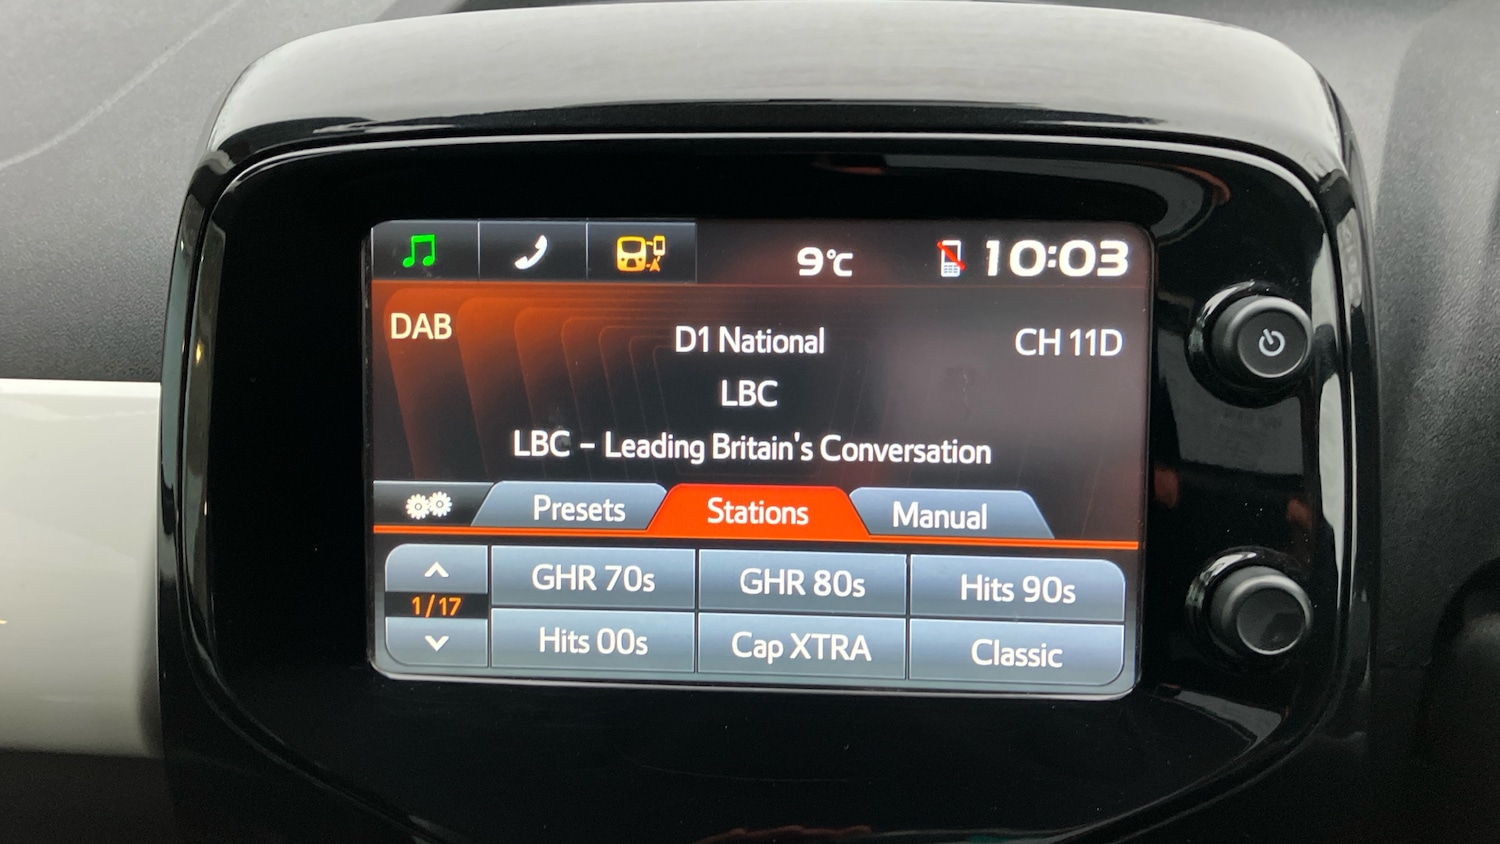 9°C
10:03
DAB
D1 National
CH 11D
LBC
LBC – Leading Britain's Conversation
Presets
Stations
Manual
1/17
GHR 70s
GHR 80s
Hits 90s
Hits 00s
Cap XTRA
Classic